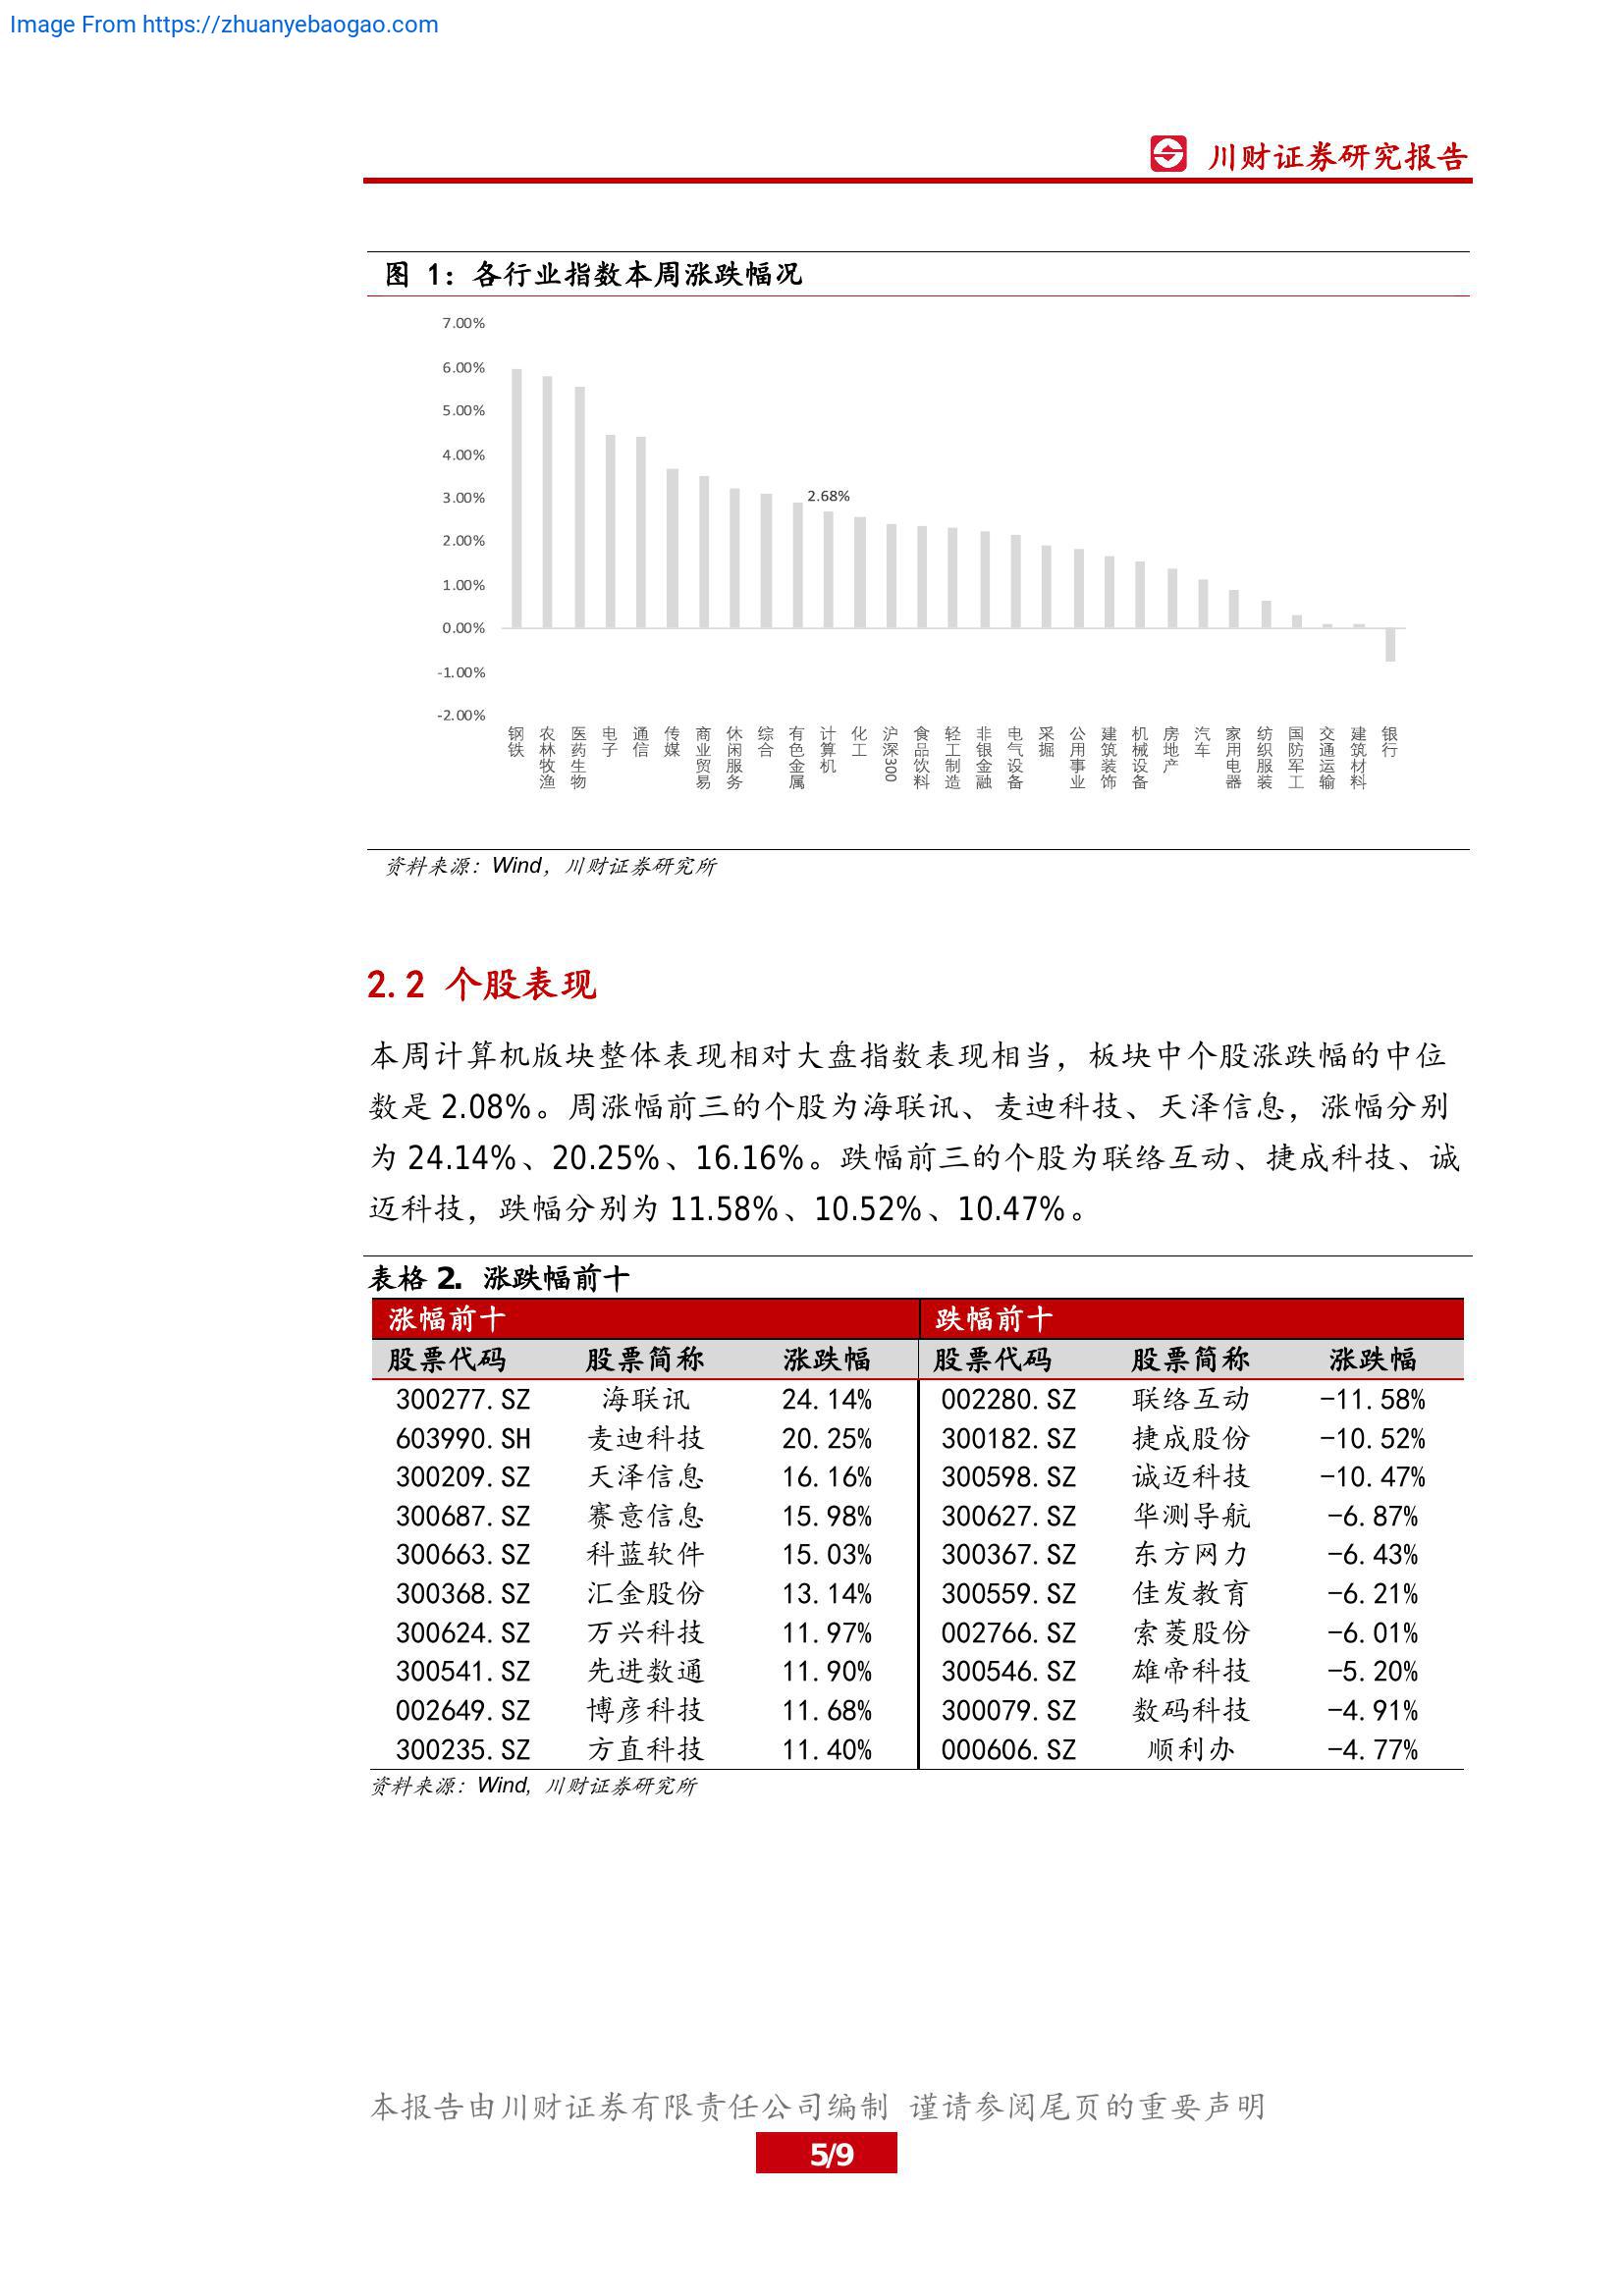 Image From https://zhuanyebaogao.com
川财证券研究报告
图 1：各行业指数本周涨跌幅况
7.00%
6.00%
5.00%
4.00%
3.00%
2.00%
1.00%
0.00%
-1.00%
-2.00%
2.68%
钢铁
农林牧渔
医药生物
电子
通信
传媒
商业贸易
休闲服务
综合
有色金属
计算机
化工
沪深300
食品饮料
轻工制造
非银金融
电气设备
采掘
公用事业
建筑装饰
机械设备
房地产
汽车
家用电器
纺织服装
国防军工
交通运输
建筑材料
银行
资料来源：Wind，川财证券研究所
2.2 个股表现
本周计算机版块整体表现相对大盘指数表现相当，板块中个股涨跌幅的中位
数是 2.08%。周涨幅前三的个股为海联讯、麦迪科技、天泽信息，涨幅分别
为 24.14%、20.25%、16.16%。跌幅前三的个股为联络互动、捷成科技、诚
迈科技，跌幅分别为 11.58%、10.52%、10.47%。
表格 2. 涨跌幅前十
涨幅前十 跌幅前十
股票代码 股票简称 涨跌幅 股票代码 股票简称 涨跌幅
300277.SZ 海联讯 24.14% 002280.SZ 联络互动 -11.58%
603990.SH 麦迪科技 20.25% 300182.SZ 捷成股份 -10.52%
300209.SZ 天泽信息 16.16% 300598.SZ 诚迈科技 -10.47%
300687.SZ 赛意信息 15.98% 300627.SZ 华测导航 -6.87%
300663.SZ 科蓝软件 15.03% 300367.SZ 东方网力 -6.43%
300368.SZ 汇金股份 13.14% 300559.SZ 佳发教育 -6.21%
300624.SZ 万兴科技 11.97% 002766.SZ 索菱股份 -6.01%
300541.SZ 先进数通 11.90% 300546.SZ 雄帝科技 -5.20%
002649.SZ 博彦科技 11.68% 300079.SZ 数码科技 -4.91%
300235.SZ 方直科技 11.40% 000606.SZ 顺利办 -4.77%
资料来源：Wind, 川财证券研究所
本报告由川财证券有限责任公司编制 谨请参阅尾页的重要声明
5/9